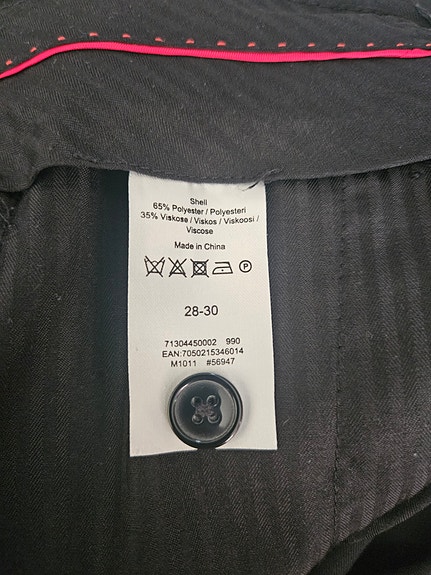 Shell
65% Polyester / Polyesteri
35% Viskose / Viskos / Viskoosi /
Viscose
Made in China
P
28-30
71304450002 990
EAN:7050215346014
M1011 #56947